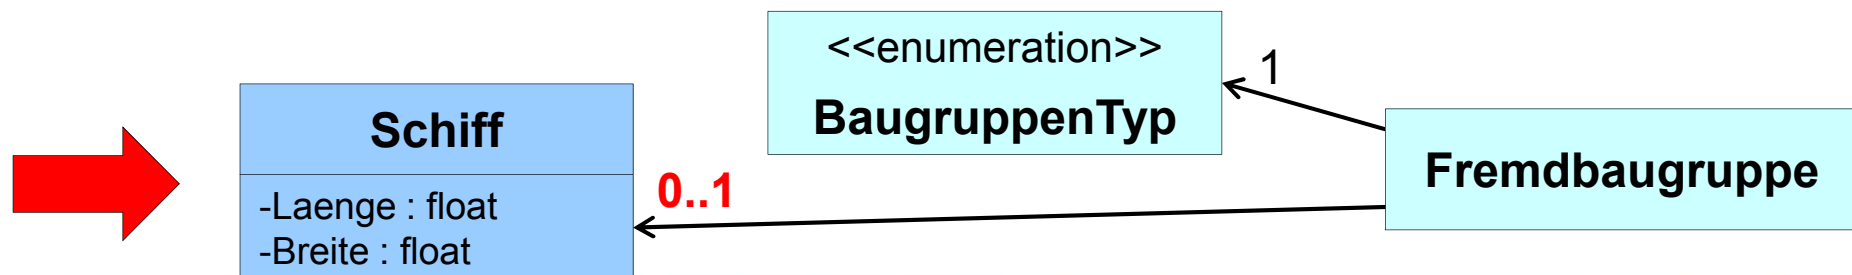 Schiff
-Laenge : float
-Breite : float
0..1
<<enumeration>>
BaugruppenTyp
1
Fremdbaugruppe